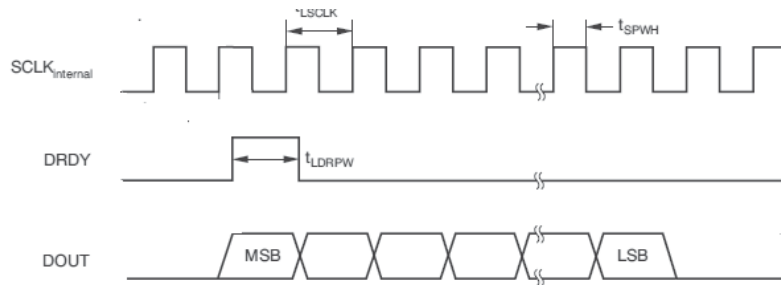 tLSCLK
tSPWH
SCLKinternal
DRDY
tLDRPW
DOUT
MSB
LSB